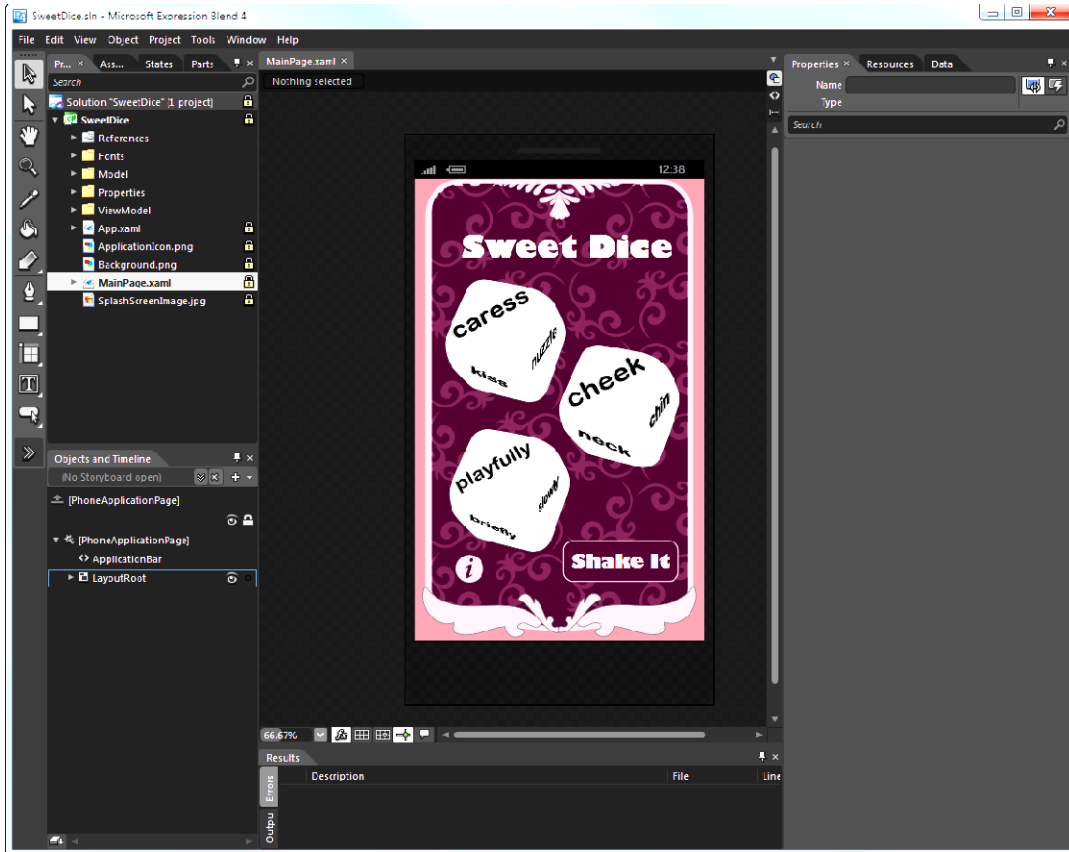 SweetDice.sln - Microsoft Expression Blend 4
File Edit View Object Project Tools Window Help
Pr... × Ass... States Parts
MainPage.xaml ×
Properties × Resources Data
Search
Nothing selected
Name
Type
Search
Solution "SweetDice" (1 project)
SweetDice
References
Fonts
Model
Properties
ViewModel
App.xaml
ApplicationIcon.png
Background.png
MainPage.xaml
SplashScreenImage.jpg
12:38
Sweet Dice
caress
nuzzle
kiss
cheek
chin
neck
playfully
slowly
briefly
i
Shake It
Objects and Timeline
(No Storyboard open)
[PhoneApplicationPage]
[PhoneApplicationPage]
ApplicationBar
LayoutRoot
66.67%
Results
Errors
Description File Line
Outpu